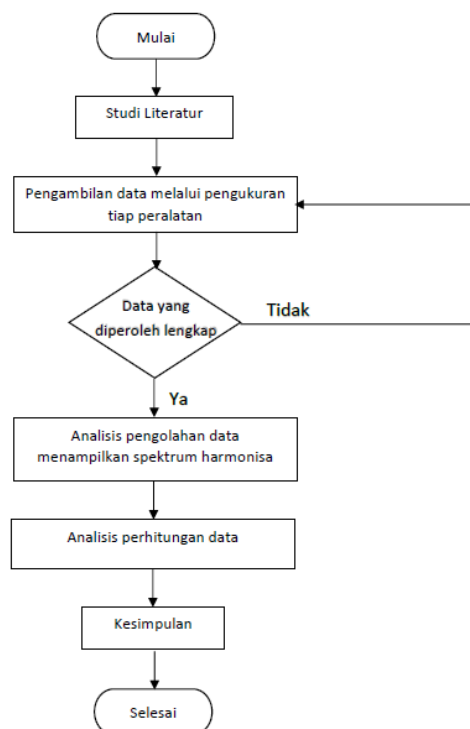 Mulai
Studi Literatur
Pengambilan data melalui pengukuran
tiap peralatan
Data yang
diperoleh lengkap
Tidak
Ya
Analisis pengolahan data
menampilkan spektrum harmonisa
Analisis perhitungan data
Kesimpulan
Selesai